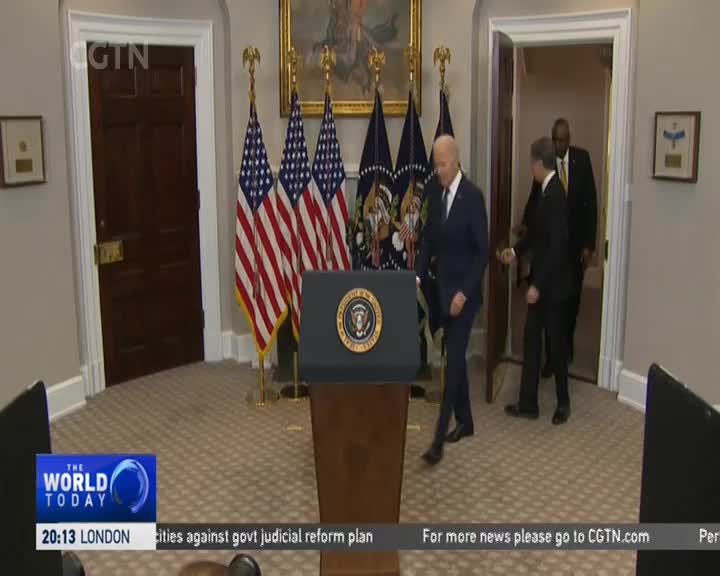 CGTN
THE
WORLD
TODAY
20:13 LONDON
cities against govt judicial reform plan For more news please go to CGTN.com Per